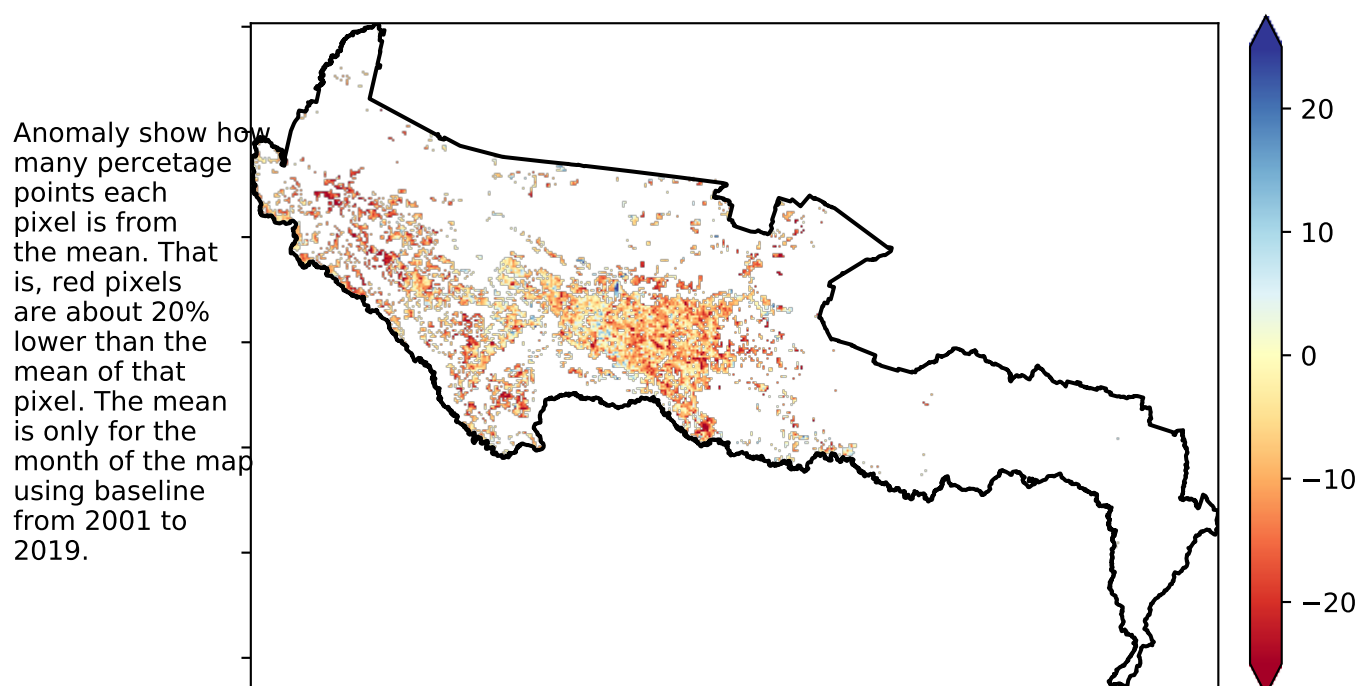 Anomaly show how
many percetage
points each
pixel is from
the mean. That
is, red pixels
are about 20%
lower than the
mean of that
pixel. The mean
is only for the
month of the map
using baseline
from 2001 to
2019.
20
10
0
−10
−20